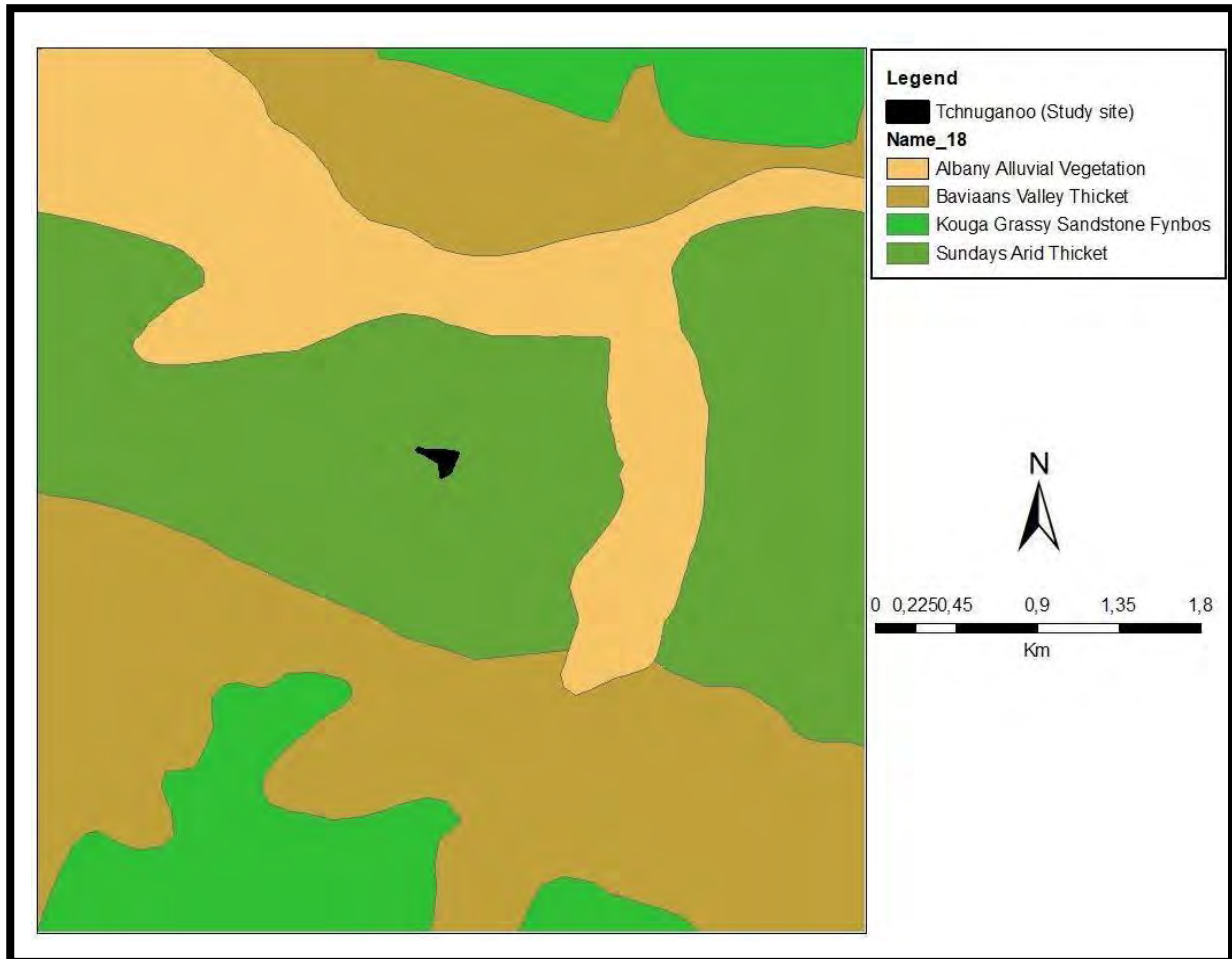 Legend
Tchnuganoo (Study site)
Name_18
Albany Alluvial Vegetation
Baviaans Valley Thicket
Kouga Grassy Sandstone Fynbos
Sundays Arid Thicket
N
0 0,2250,45 0,9 1,35 1,8
Km